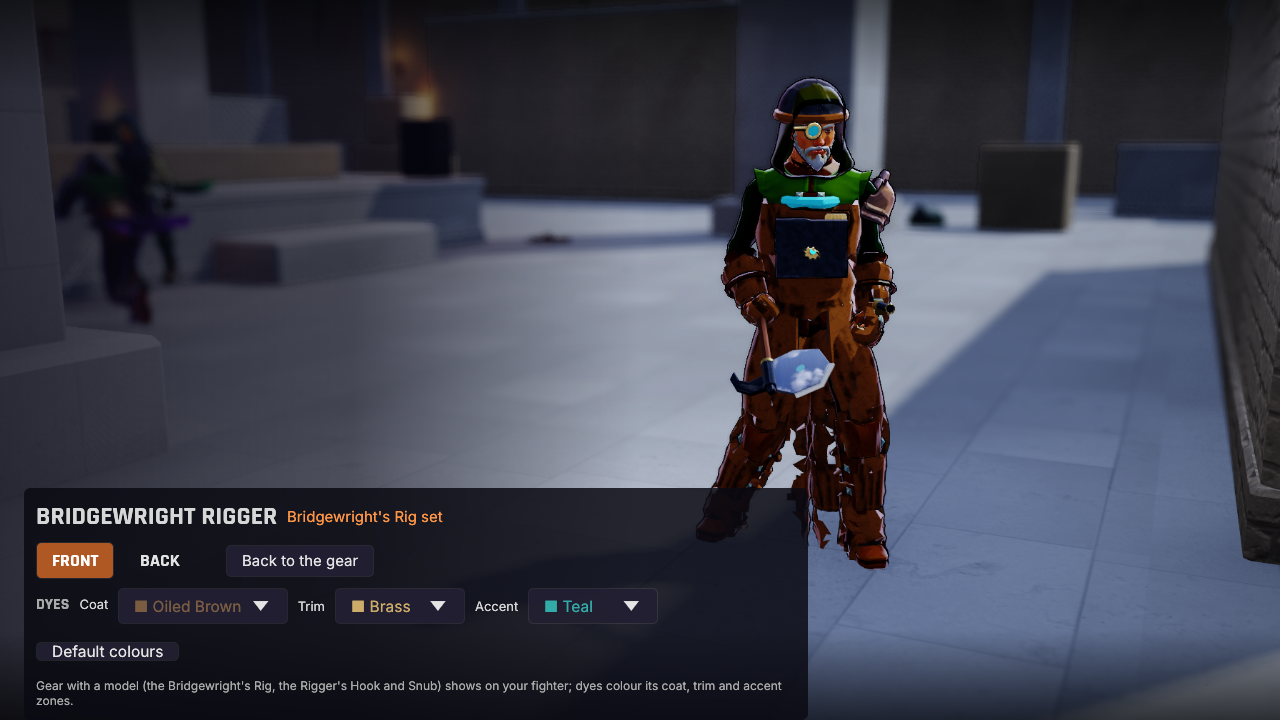 BRIDGEWRIGHT RIGGER Bridgewright's Rig set
FRONT BACK Back to the gear
DYES Coat Oiled Brown Trim Brass Accent Teal
Default colours
Gear with a model (the Bridgewright's Rig, the Rigger's Hook and Snub) shows on your fighter; dyes colour its coat, trim and accent
zones.